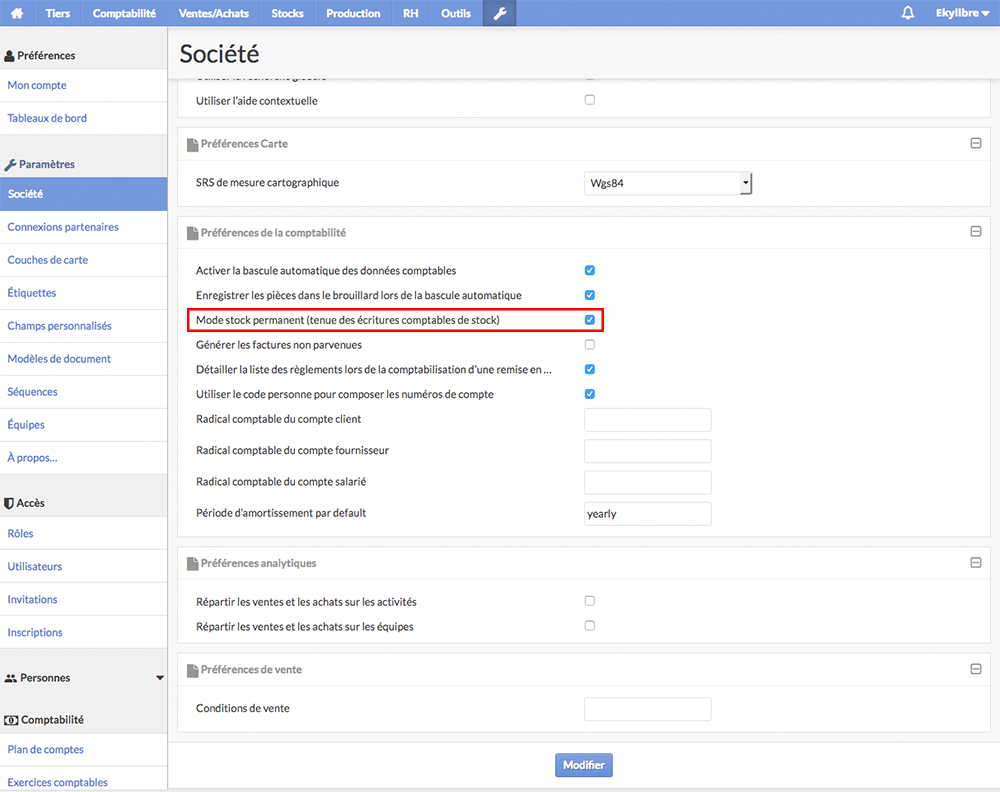 Tiers
Comptabilité
Ventes/Achats
Stocks
Production
RH
Outils
Ekylibre
Préférences
Mon compte
Tableaux de bord
Paramètres
Société
Connexions partenaires
Couches de carte
Étiquettes
Champs personnalisés
Modèles de document
Séquences
Équipes
À propos...
Accès
Rôles
Utilisateurs
Invitations
Inscriptions
Personnes
Comptabilité
Plan de comptes
Exercices comptables
Société
Utiliser l'aide contextuelle
Préférences Carte
SRS de mesure cartographique
Wgs84
Préférences de la comptabilité
Activer la bascule automatique des données comptables
Enregistrer les pièces dans le brouillard lors de la bascule automatique
Mode stock permanent (tenue des écritures comptables de stock)
Générer les factures non parvenues
Détailler la liste des règlements lors de la comptabilisation d'une remise en ...
Utiliser le code personne pour composer les numéros de compte
Radical comptable du compte client
Radical comptable du compte fournisseur
Radical comptable du compte salarié
Période d'amortissement par default
yearly
Préférences analytiques
Répartir les ventes et les achats sur les activités
Répartir les ventes et les achats sur les équipes
Préférences de vente
Conditions de vente
Modifier